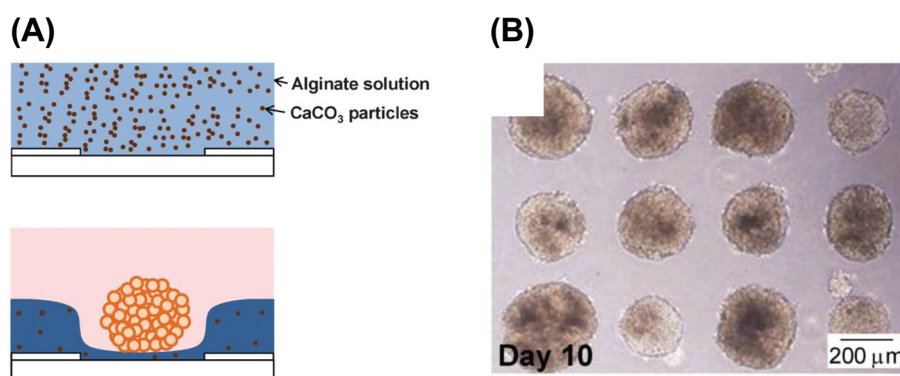 (A)
(B)
Alginate solution
CaCO₃ particles
Day 10
200 μm